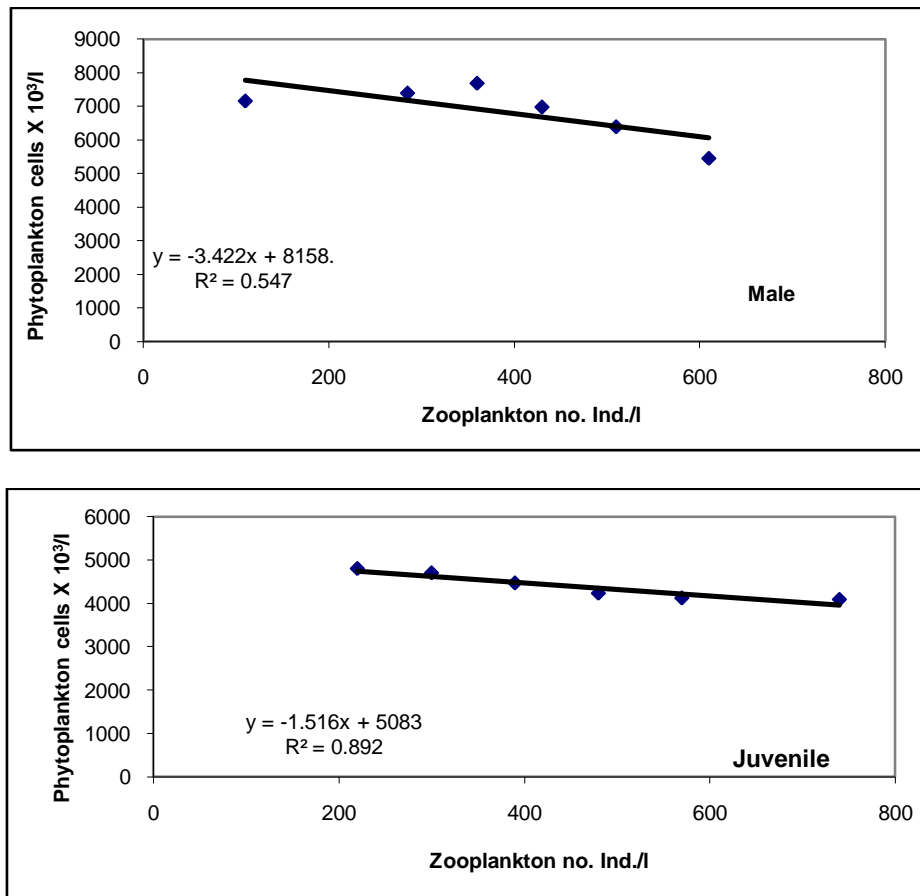 9000
8000
7000
6000
5000
4000
3000
2000
1000
0
Phytoplankton cells X 10³/l
y = -3.422x + 8158.
R² = 0.547
Male
0 200 400 600 800
Zooplankton no. Ind./l
6000
5000
4000
3000
2000
1000
0
Phytoplankton cells X 10³/l
y = -1.516x + 5083
R² = 0.892
Juvenile
0 200 400 600 800
Zooplankton no. Ind./l